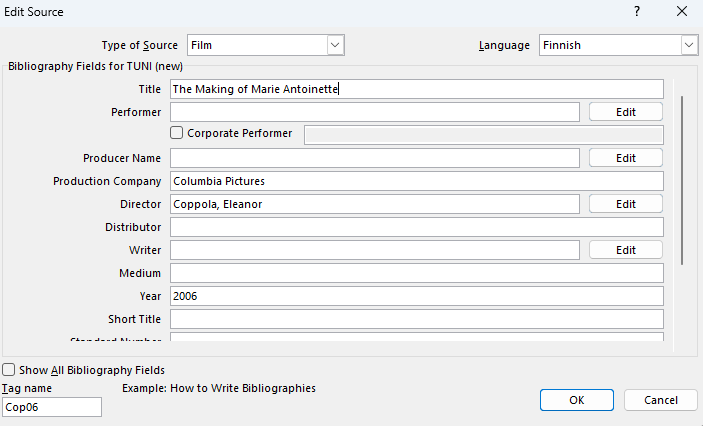 Edit Source ? ✕
Type of Source Film Language Finnish
Bibliography Fields for TUNI (new)
Title The Making of Marie Antoinette
Performer Edit
Corporate Performer
Producer Name Edit
Production Company Columbia Pictures
Director Coppola, Eleanor Edit
Distributor
Writer Edit
Medium
Year 2006
Short Title
Standard Number
Show All Bibliography Fields
Tag name Example: How to Write Bibliographies
Cop06 OK Cancel